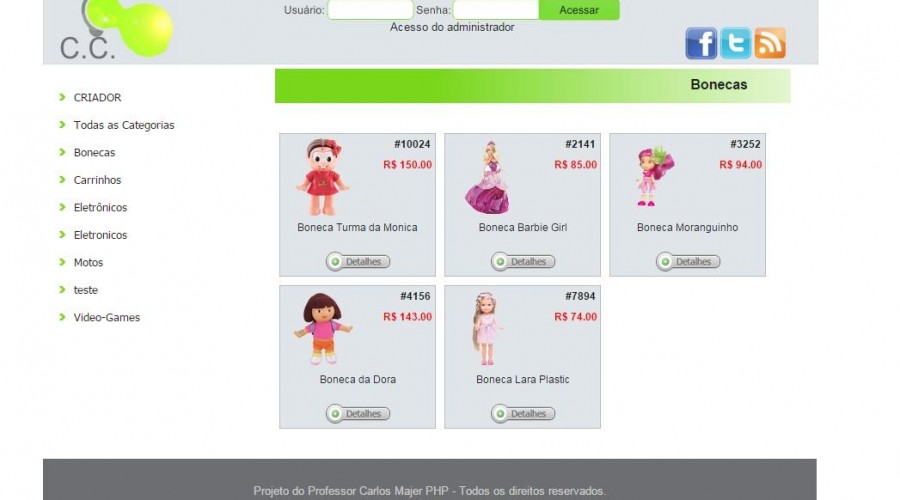 Usuário: Senha: Acessar
Acesso do administrador
C.C.
Bonecas
CRIADOR
Todas as Categorias
Bonecas
Carrinhos
Eletrônicos
Eletronicos
Motos
teste
Video-Games
#10024
R$ 150.00
Boneca Turma da Monica
Detalhes
#2141
R$ 85.00
Boneca Barbie Girl
Detalhes
#3252
R$ 94.00
Boneca Moranguinho
Detalhes
#4156
R$ 143.00
Boneca da Dora
Detalhes
#7894
R$ 74.00
Boneca Lara Plastic
Detalhes
Projeto do Professor Carlos Majer PHP - Todos os direitos reservados.